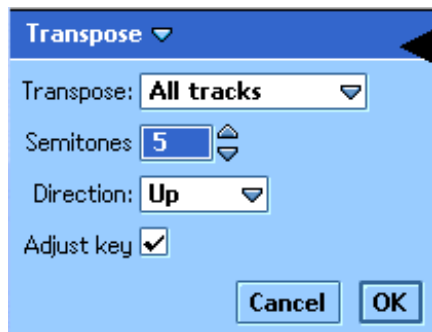 Transpose
Transpose: All tracks
Semitones 5
Direction: Up
Adjust key
Cancel OK